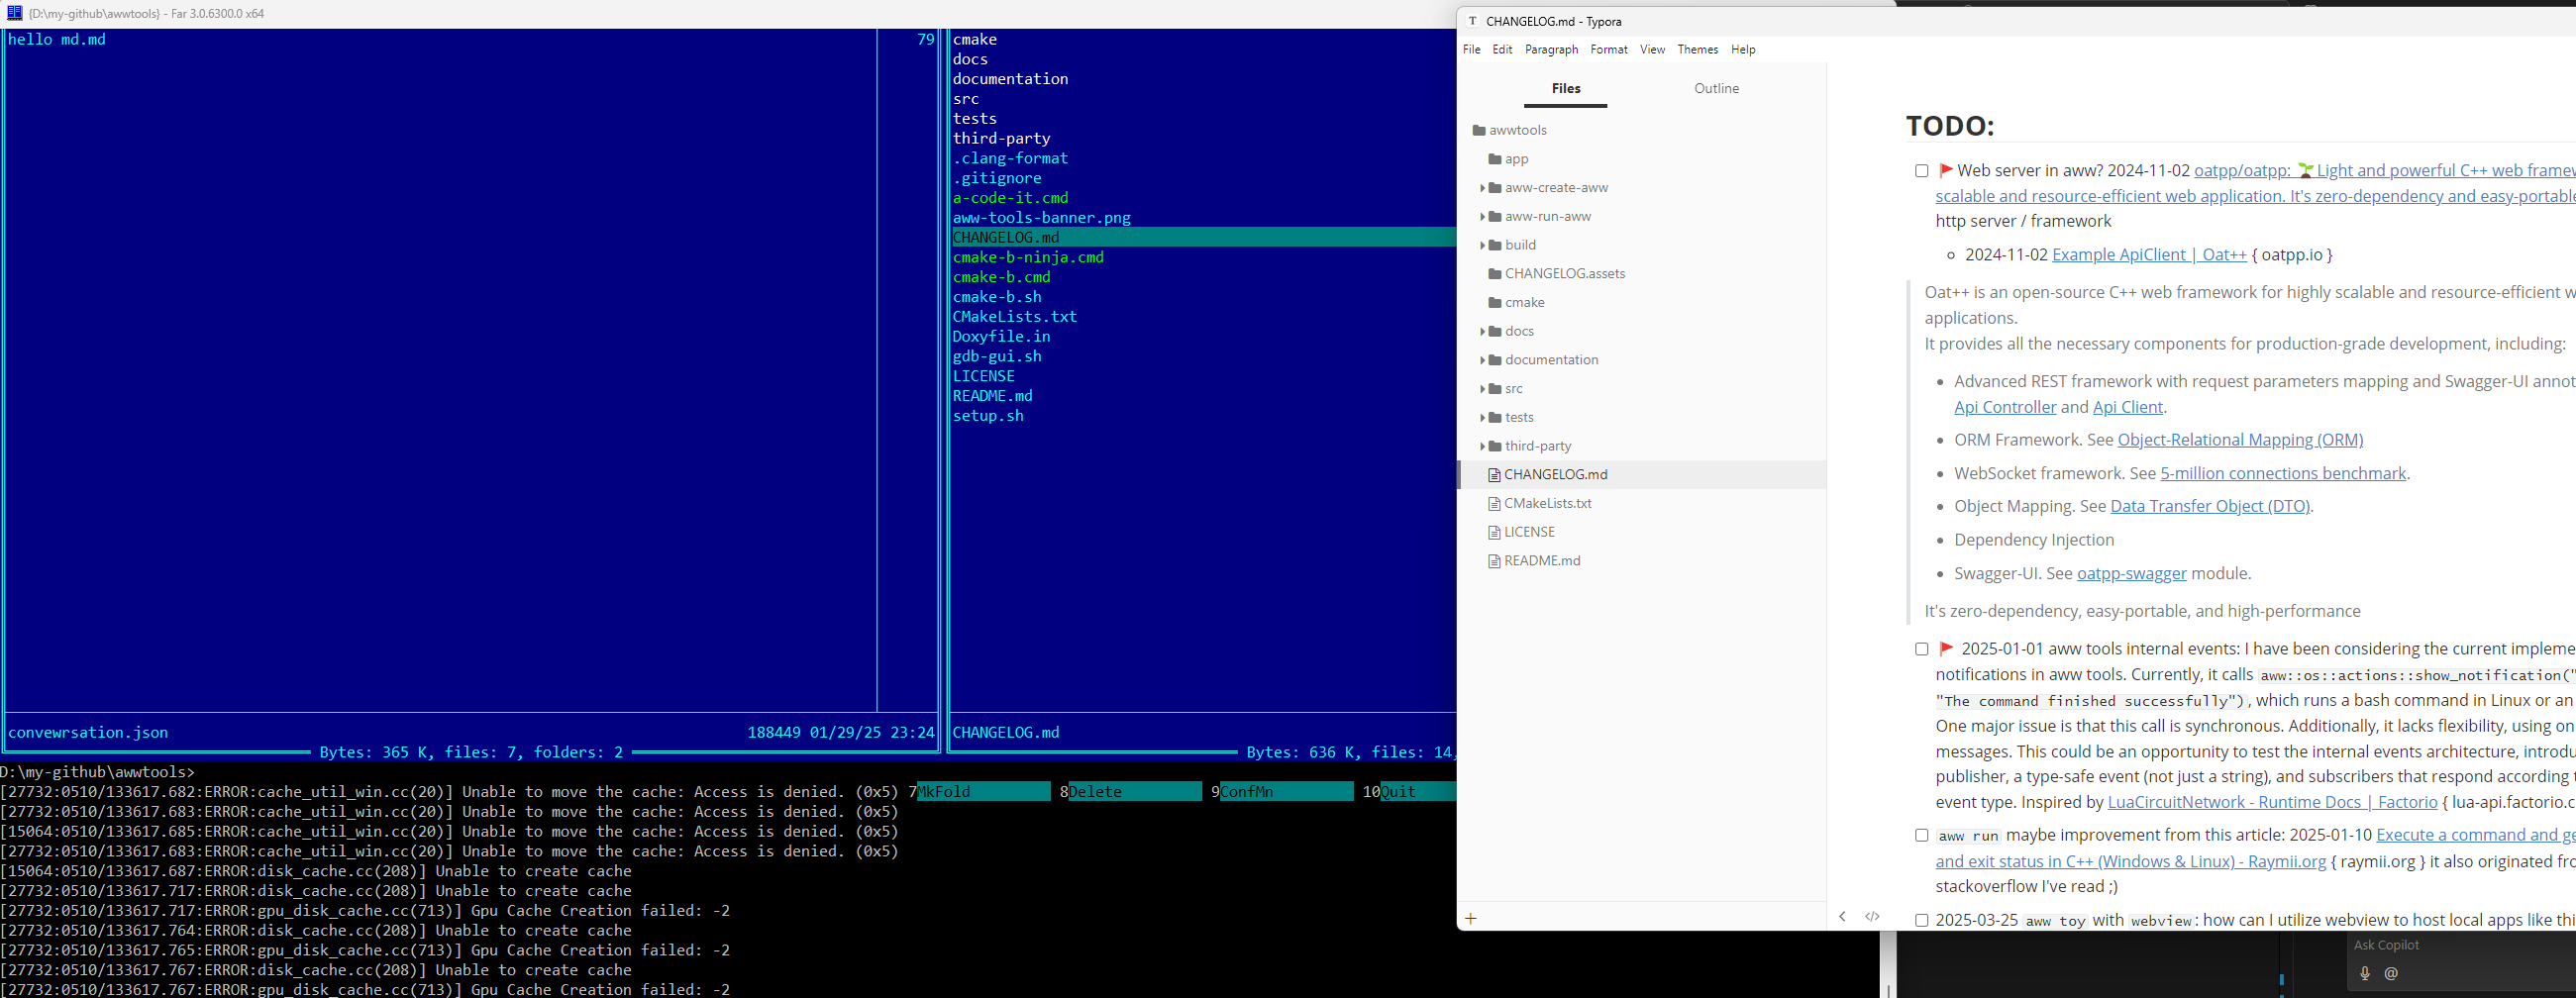 {D:\my-github\awwtools} - Far 3.0.6300.0 x64
hello md.md
79
cmake
docs
documentation
src
tests
third-party
.clang-format
.gitignore
a-code-it.cmd
aww-tools-banner.png
CHANGELOG.md
cmake-b-ninja.cmd
cmake-b.cmd
cmake-b.sh
CMakeLists.txt
Doxyfile.in
gdb-gui.sh
LICENSE
README.md
setup.sh
convewrsation.json 188449 01/29/25 23:24
Bytes: 365 K, files: 7, folders: 2
CHANGELOG.md
Bytes: 636 K, files: 14,
D:\my-github\awwtools>
[27732:0510/133617.682:ERROR:cache_util_win.cc(20)] Unable to move the cache: Access is denied. (0x5) 7MkFold 8Delete 9ConfMn 10Quit
[27732:0510/133617.683:ERROR:cache_util_win.cc(20)] Unable to move the cache: Access is denied. (0x5)
[15064:0510/133617.685:ERROR:cache_util_win.cc(20)] Unable to move the cache: Access is denied. (0x5)
[27732:0510/133617.683:ERROR:cache_util_win.cc(20)] Unable to move the cache: Access is denied. (0x5)
[15064:0510/133617.687:ERROR:disk_cache.cc(208)] Unable to create cache
[27732:0510/133617.717:ERROR:disk_cache.cc(208)] Unable to create cache
[27732:0510/133617.717:ERROR:gpu_disk_cache.cc(713)] Gpu Cache Creation failed: -2
[27732:0510/133617.764:ERROR:disk_cache.cc(208)] Unable to create cache
[27732:0510/133617.765:ERROR:gpu_disk_cache.cc(713)] Gpu Cache Creation failed: -2
[27732:0510/133617.767:ERROR:disk_cache.cc(208)] Unable to create cache
[27732:0510/133617.767:ERROR:gpu_disk_cache.cc(713)] Gpu Cache Creation failed: -2
T CHANGELOG.md - Typora
File Edit Paragraph Format View Themes Help
Files Outline
awwtools
app
aww-create-aww
aww-run-aww
build
CHANGELOG.assets
cmake
docs
documentation
src
tests
third-party
CHANGELOG.md
CMakeLists.txt
LICENSE
README.md
TODO:
Web server in aww? 2024-11-02 oatpp/oatpp: 🌱Light and powerful C++ web framew
scalable and resource-efficient web application. It's zero-dependency and easy-portable
http server / framework
2024-11-02 Example ApiClient | Oat++ { oatpp.io }
Oat++ is an open-source C++ web framework for highly scalable and resource-efficient w
applications.
It provides all the necessary components for production-grade development, including:
Advanced REST framework with request parameters mapping and Swagger-UI annot
Api Controller and Api Client.
ORM Framework. See Object-Relational Mapping (ORM)
WebSocket framework. See 5-million connections benchmark.
Object Mapping. See Data Transfer Object (DTO).
Dependency Injection
Swagger-UI. See oatpp-swagger module.
It's zero-dependency, easy-portable, and high-performance
2025-01-01 aww tools internal events: I have been considering the current impleme
notifications in aww tools. Currently, it calls aww::os::actions::show_notification("
"The command finished successfully"), which runs a bash command in Linux or an
One major issue is that this call is synchronous. Additionally, it lacks flexibility, using on
messages. This could be an opportunity to test the internal events architecture, introdu
publisher, a type-safe event (not just a string), and subscribers that respond according t
event type. Inspired by LuaCircuitNetwork - Runtime Docs | Factorio { lua-api.factorio.c
aww run maybe improvement from this article: 2025-01-10 Execute a command and ge
and exit status in C++ (Windows & Linux) - Raymii.org { raymii.org } it also originated fro
stackoverflow I've read ;)
2025-03-25 aww toy with webview: how can I utilize webview to host local apps like thi
Ask Copilot
@